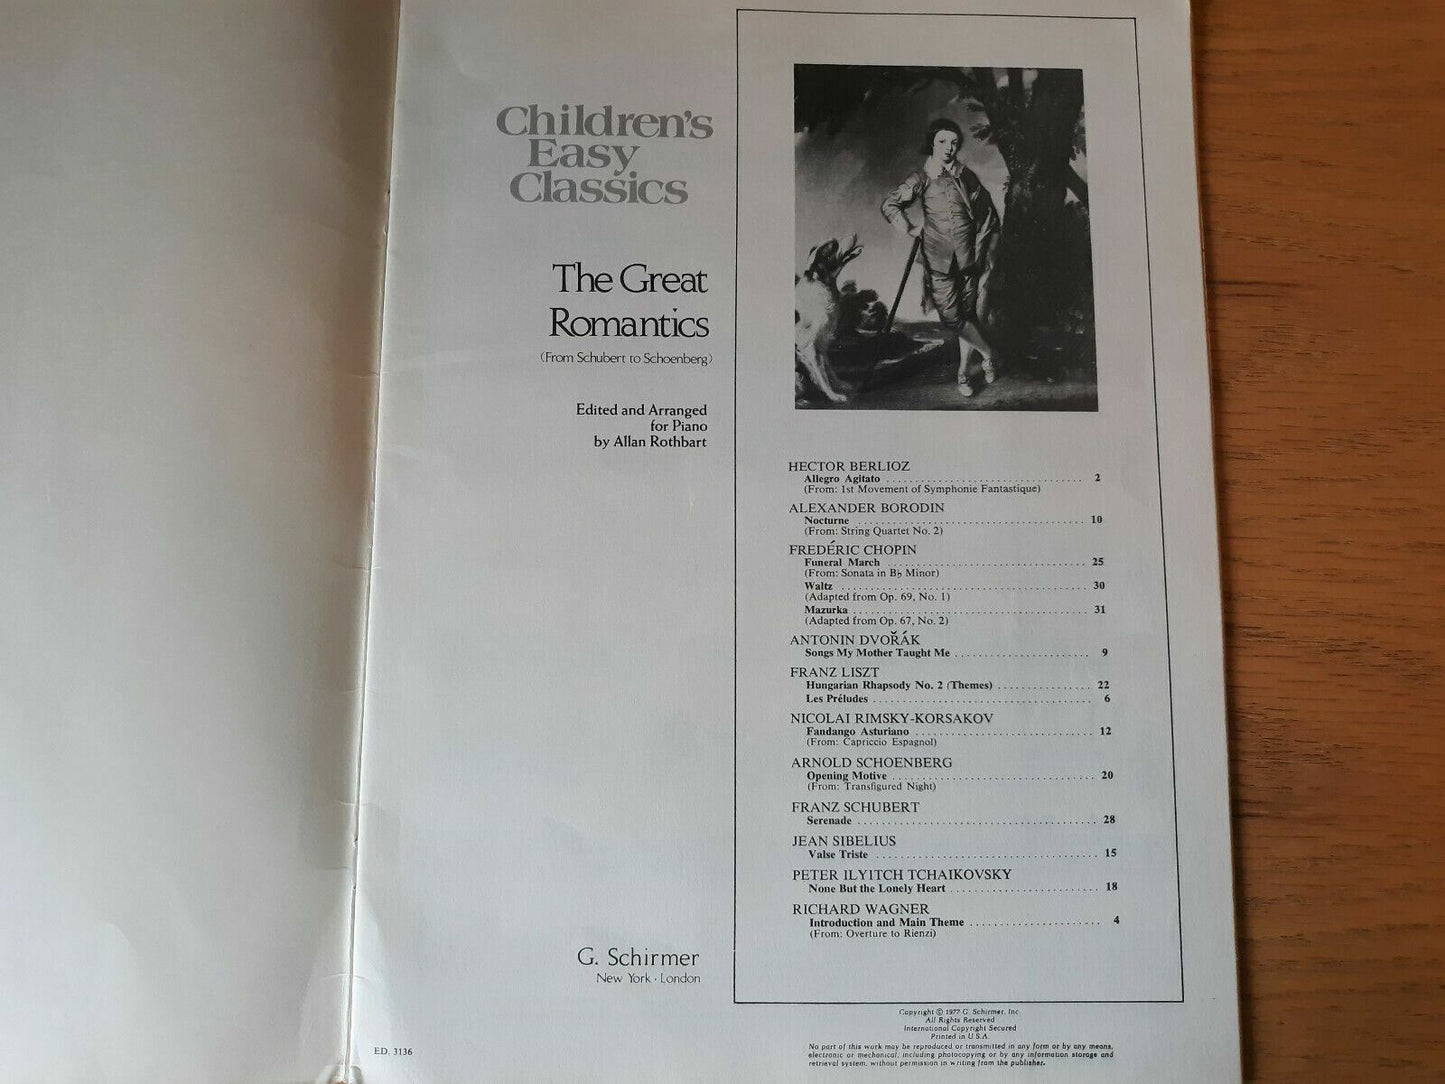 Children's
Easy
Classics
The Great
Romantics
(From Schubert to Schoenberg)
Edited and Arranged
for Piano
by Allan Rothbart
G. Schirmer
New York · London
ED. 3136
HECTOR BERLIOZ
Allegro Agitato . . . . . . . . . . . . . . . . . . . . . . . . . . . . . . . . . . 2
(From: 1st Movement of Symphonie Fantastique)
ALEXANDER BORODIN
Nocturne . . . . . . . . . . . . . . . . . . . . . . . . . . . . . . . . . . . . . . . 10
(From: String Quartet No. 2)
FREDÉRIC CHOPIN
Funeral March . . . . . . . . . . . . . . . . . . . . . . . . . . . . . . . . . . 25
(From: Sonata in B♭ Minor)
Waltz . . . . . . . . . . . . . . . . . . . . . . . . . . . . . . . . . . . . . . . . . . 30
(Adapted from Op. 69, No. 1)
Mazurka . . . . . . . . . . . . . . . . . . . . . . . . . . . . . . . . . . . . . . . . 31
(Adapted from Op. 67, No. 2)
ANTONIN DVOŘÁK
Songs My Mother Taught Me . . . . . . . . . . . . . . . . . . . . . . . 9
FRANZ LISZT
Hungarian Rhapsody No. 2 (Themes) . . . . . . . . . . . . . . . . 22
Les Préludes . . . . . . . . . . . . . . . . . . . . . . . . . . . . . . . . . . . . . 6
NICOLAI RIMSKY-KORSAKOV
Fandango Asturiano . . . . . . . . . . . . . . . . . . . . . . . . . . . . . . 12
(From: Capriccio Espagnol)
ARNOLD SCHOENBERG
Opening Motive . . . . . . . . . . . . . . . . . . . . . . . . . . . . . . . . . . 20
(From: Transfigured Night)
FRANZ SCHUBERT
Serenade . . . . . . . . . . . . . . . . . . . . . . . . . . . . . . . . . . . . . . . . 28
JEAN SIBELIUS
Valse Triste . . . . . . . . . . . . . . . . . . . . . . . . . . . . . . . . . . . . . . 15
PETER ILYITCH TCHAIKOVSKY
None But the Lonely Heart . . . . . . . . . . . . . . . . . . . . . . . . . 18
RICHARD WAGNER
Introduction and Main Theme . . . . . . . . . . . . . . . . . . . . . . 4
(From: Overture to Rienzi)
Copyright © 1977 G. Schirmer, Inc.
All Rights Reserved
International Copyright Secured
Printed in U.S.A.
No part of this work may be reproduced or transmitted in any form or by any means,
electronic or mechanical, including photocopying or by any information storage and
retrieval system, without permission in writing from the publisher.